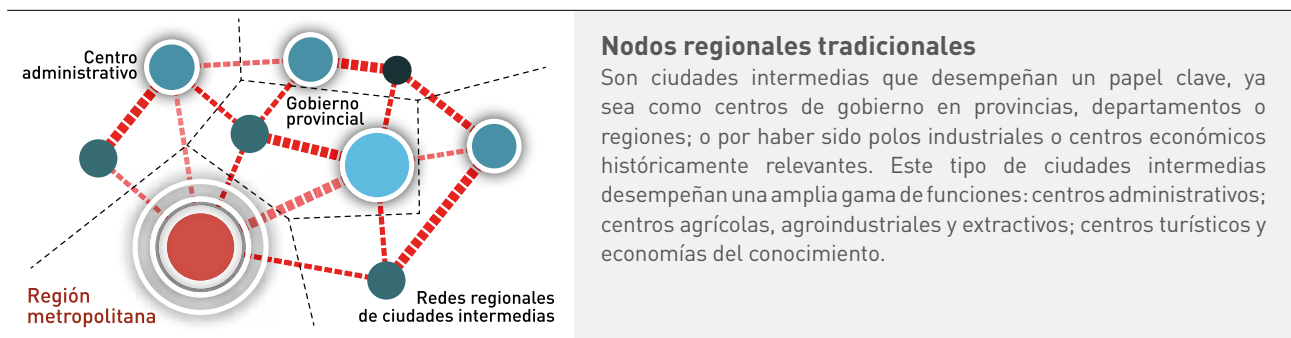 Centro
administrativo
Gobierno
provincial
Región
metropolitana
Redes regionales
de ciudades intermedias
Nodos regionales tradicionales
Son ciudades intermedias que desempeñan un papel clave, ya
sea como centros de gobierno en provincias, departamentos o
regiones; o por haber sido polos industriales o centros económicos
históricamente relevantes. Este tipo de ciudades intermedias
desempeñan una amplia gama de funciones: centros administrativos;
centros agrícolas, agroindustriales y extractivos; centros turísticos y
economías del conocimiento.